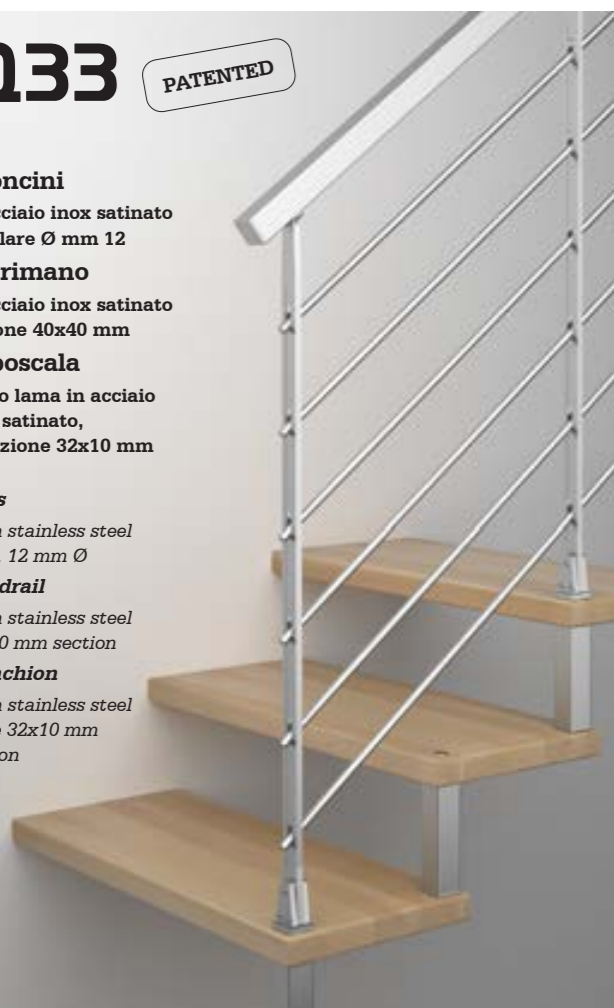 Q33
PATENTED
oncini
cciaio inox satinato
lare Ø mm 12
rimano
cciaio inox satinato
one 40x40 mm
oscala
o lama in acciaio
satinato,
zione 32x10 mm
s
stainless steel
12 mm Ø
drail
stainless steel
0 mm section
chion
stainless steel
32x10 mm
on